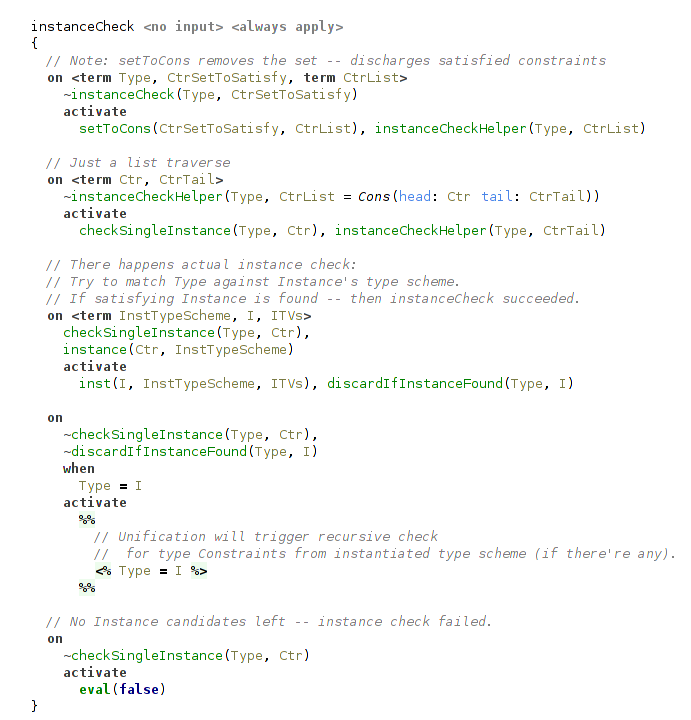 instanceCheck <no input> <always apply>
{
// Note: setToCons removes the set -- discharges satisfied constraints
on <term Type, CtrSetToSatisfy, term CtrList>
~instanceCheck(Type, CtrSetToSatisfy)
activate
setToCons(CtrSetToSatisfy, CtrList), instanceCheckHelper(Type, CtrList)
// Just a list traverse
on <term Ctr, CtrTail>
~instanceCheckHelper(Type, CtrList = Cons(head: Ctr tail: CtrTail))
activate
checkSingleInstance(Type, Ctr), instanceCheckHelper(Type, CtrTail)
// There happens actual instance check:
// Try to match Type against Instance's type scheme.
// If satisfying Instance is found -- then instanceCheck succeeded.
on <term InstTypeScheme, I, ITVs>
checkSingleInstance(Type, Ctr),
instance(Ctr, InstTypeScheme)
activate
inst(I, InstTypeScheme, ITVs), discardIfInstanceFound(Type, I)
on
~checkSingleInstance(Type, Ctr),
~discardIfInstanceFound(Type, I)
when
Type = I
activate
%%
// Unification will trigger recursive check
//  for type Constraints from instantiated type scheme (if there're any).
<% Type = I %>
%%
// No Instance candidates left -- instance check failed.
on
~checkSingleInstance(Type, Ctr)
activate
eval(false)
}